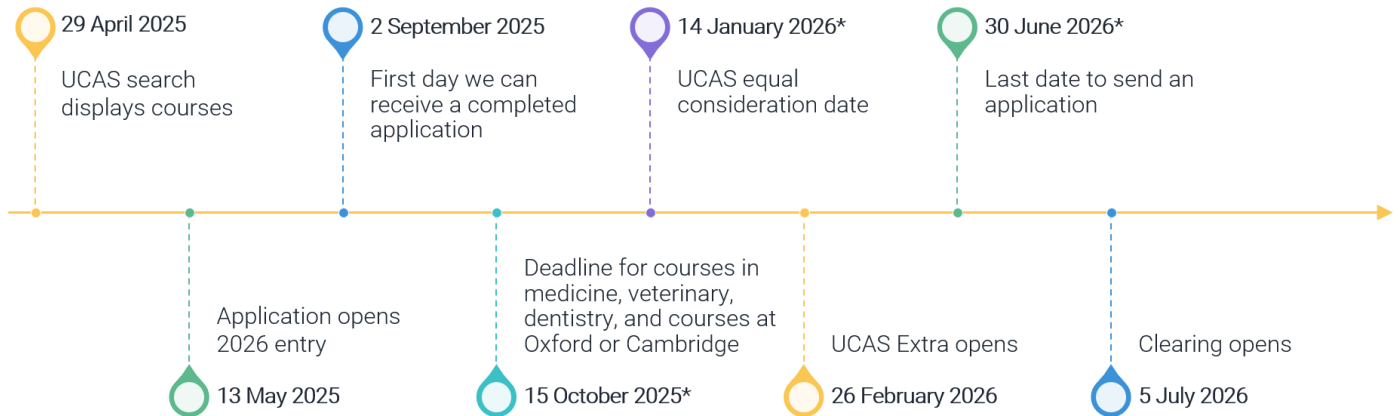 29 April 2025
UCAS search
displays courses
2 September 2025
First day we can
receive a completed
application
14 January 2026*
UCAS equal
consideration date
30 June 2026*
Last date to send an
application
Application opens
2026 entry
13 May 2025
Deadline for courses in
medicine, veterinary,
dentistry, and courses at
Oxford or Cambridge
15 October 2025*
UCAS Extra opens
26 February 2026
Clearing opens
5 July 2026